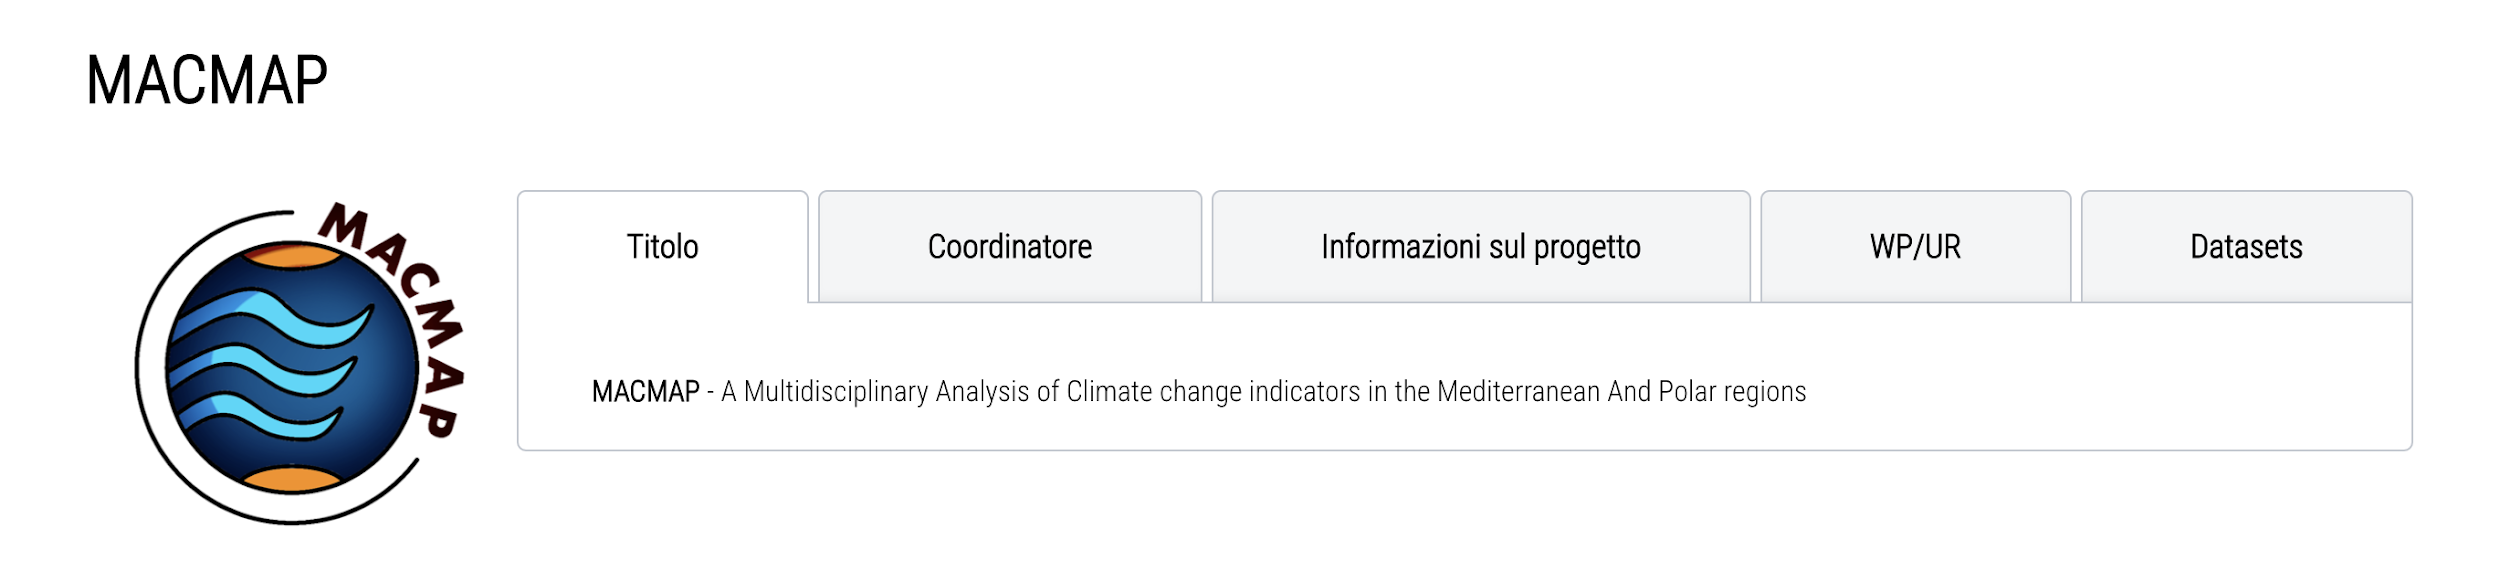 MACMAP
MACMAP
Titolo
Coordinatore
Informazioni sul progetto
WP/UR
Datasets
MACMAP - A Multidisciplinary Analysis of Climate change indicators in the Mediterranean And Polar regions